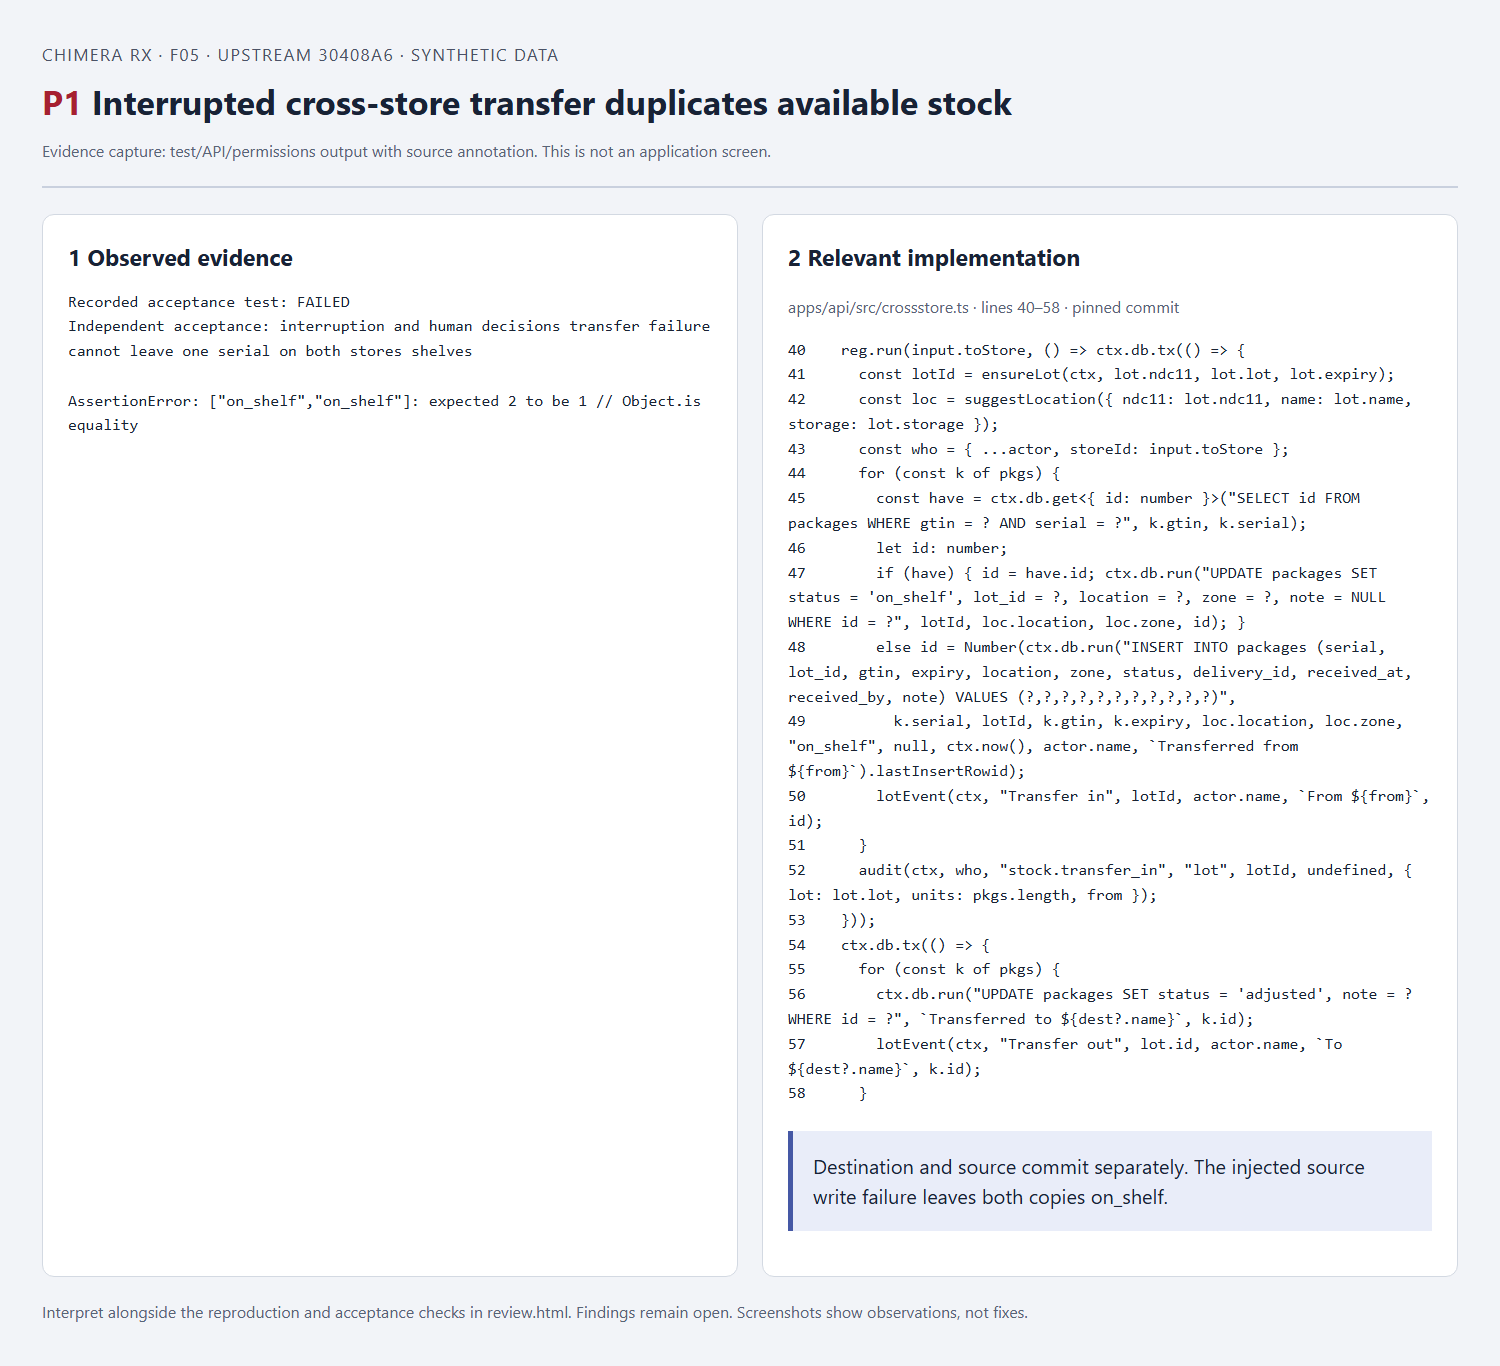 CHIMERA RX · F05 · UPSTREAM 30408A6 · SYNTHETIC DATA
P1 Interrupted cross-store transfer duplicates available stock
Evidence capture: test/API/permissions output with source annotation. This is not an application screen.
1 Observed evidence
Recorded acceptance test: FAILED
Independent acceptance: interruption and human decisions transfer failure
cannot leave one serial on both stores shelves
AssertionError: ["on_shelf","on_shelf"]: expected 2 to be 1 // Object.is
equality
2 Relevant implementation
apps/api/src/crossstore.ts · lines 40–58 · pinned commit
40    reg.run(input.toStore, () => ctx.db.tx(() => {
41      const lotId = ensureLot(ctx, lot.ndc11, lot.lot, lot.expiry);
42      const loc = suggestLocation({ ndc11: lot.ndc11, name: lot.name,
storage: lot.storage });
43      const who = { ...actor, storeId: input.toStore };
44      for (const k of pkgs) {
45        const have = ctx.db.get<{ id: number }>("SELECT id FROM
packages WHERE gtin = ? AND serial = ?", k.gtin, k.serial);
46        let id: number;
47        if (have) { id = have.id; ctx.db.run("UPDATE packages SET
status = 'on_shelf', lot_id = ?, location = ?, zone = ?, note = NULL
WHERE id = ?", lotId, loc.location, loc.zone, id); }
48        else id = Number(ctx.db.run("INSERT INTO packages (serial,
lot_id, gtin, expiry, location, zone, status, delivery_id, received_at,
received_by, note) VALUES (?,?,?,?,?,?,?,?,?,?,?)",
49          k.serial, lotId, k.gtin, k.expiry, loc.location, loc.zone,
"on_shelf", null, ctx.now(), actor.name, `Transferred from
${from}`).lastInsertRowid);
50        lotEvent(ctx, "Transfer in", lotId, actor.name, `From ${from}`,
id);
51      }
52      audit(ctx, who, "stock.transfer_in", "lot", lotId, undefined, {
lot: lot.lot, units: pkgs.length, from });
53    }));
54    ctx.db.tx(() => {
55      for (const k of pkgs) {
56        ctx.db.run("UPDATE packages SET status = 'adjusted', note = ?
WHERE id = ?", `Transferred to ${dest?.name}`, k.id);
57        lotEvent(ctx, "Transfer out", lot.id, actor.name, `To
${dest?.name}`, k.id);
58      }
Destination and source commit separately. The injected source
write failure leaves both copies on_shelf.
Interpret alongside the reproduction and acceptance checks in review.html. Findings remain open. Screenshots show observations, not fixes.